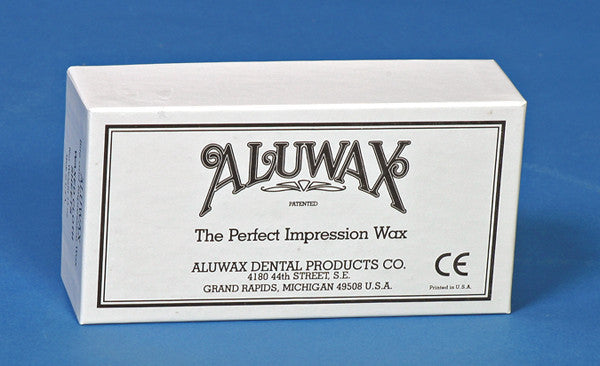 ALUWAX
PATENTED
The Perfect Impression Wax
ALUWAX DENTAL PRODUCTS CO.
4180 44th STREET, S.E.
GRAND RAPIDS, MICHIGAN 49508 U.S.A.
CE
Printed in U.S.A.
ALUWAX